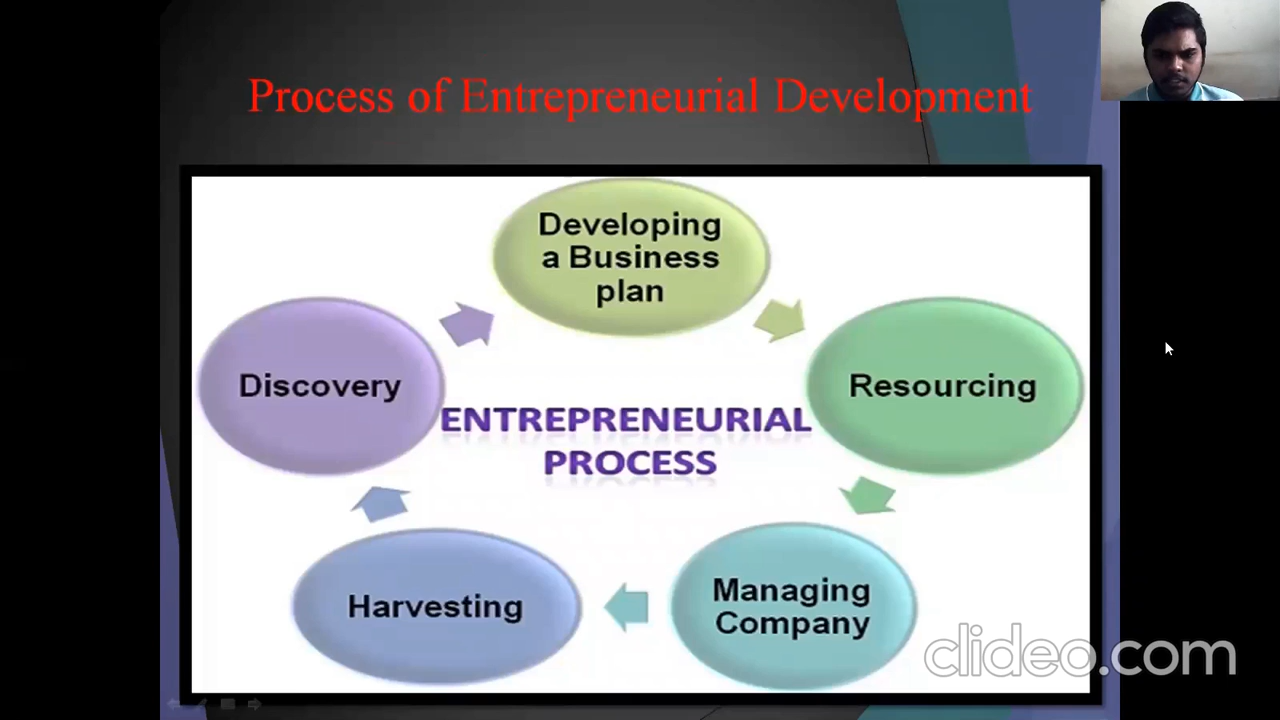 Process of Entrepreneurial Development
Developing
a Business
plan
Discovery
Resourcing
ENTREPRENEURIAL
PROCESS
Harvesting
Managing
Company
clideo.com